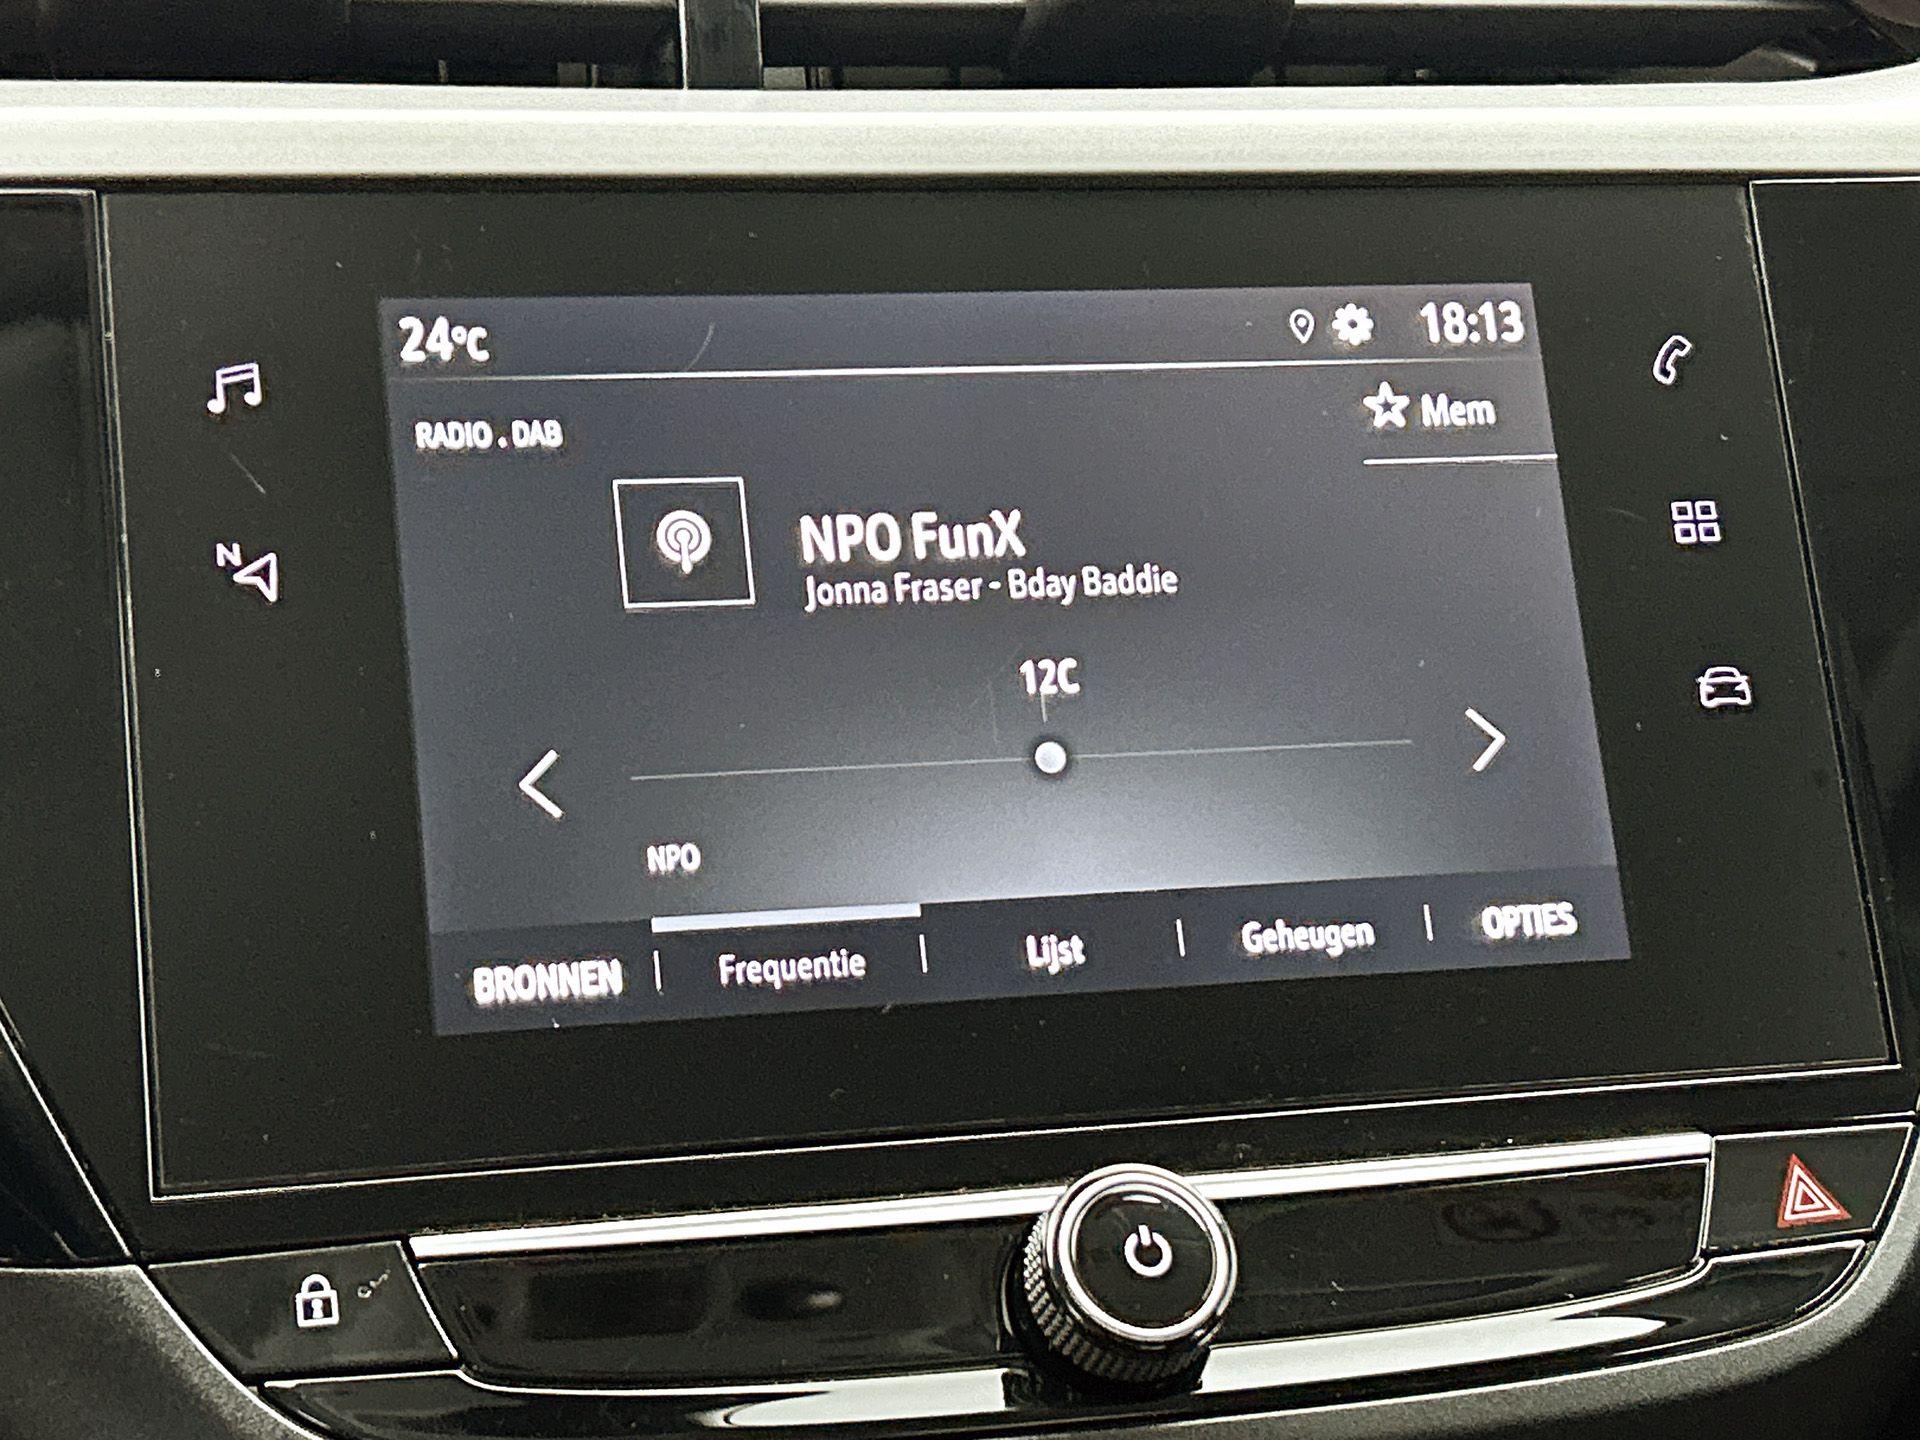 24°C 18:13
Mem
RADIO . DAB
N
NPO FunX
Jonna Fraser - Bday Baddie
12C
NPO
BRONNEN | Frequentie | Lijst | Geheugen | OPTIES